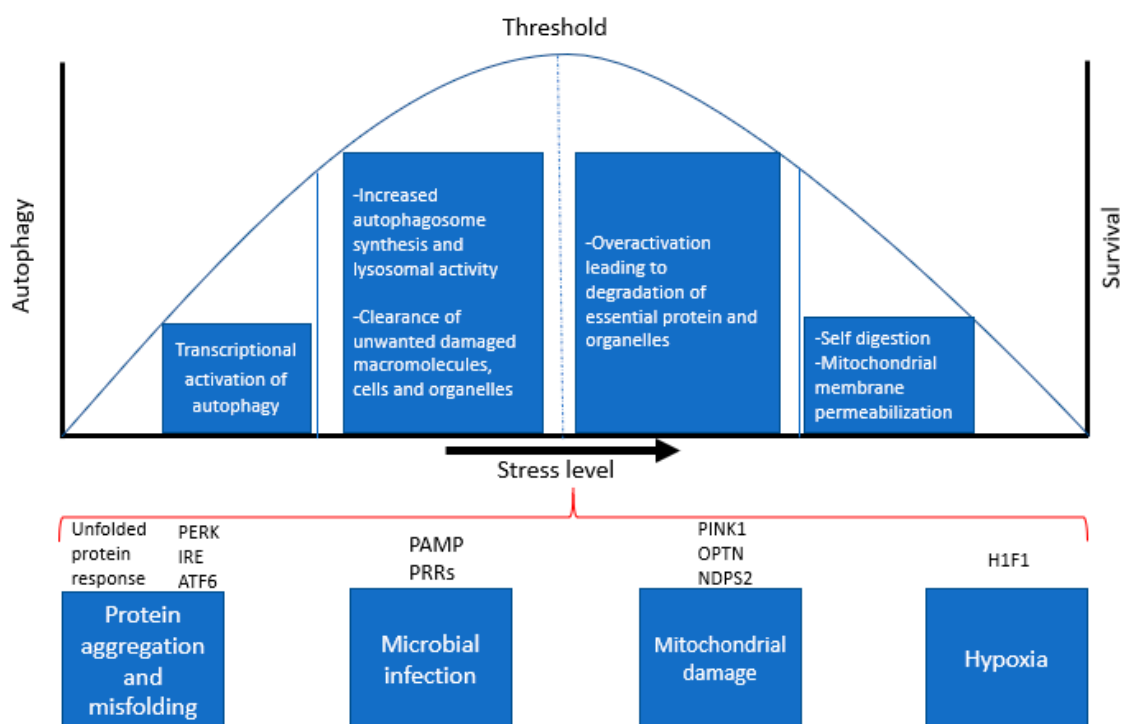 Threshold
Autophagy
Survival
-Increased
autophagosome
synthesis and
lysosomal activity
-Clearance of
unwanted damaged
macromolecules,
cells and organelles
-Overactivation
leading to
degradation of
essential protein and
organelles
Transcriptional
activation of
autophagy
-Self digestion
-Mitochondrial
membrane
permeabilization
Stress level
Unfolded
protein
response
PERK
IRE
ATF6
PAMP
PRRs
PINK1
OPTN
NDPS2
H1F1
Protein
aggregation
and
misfolding
Microbial
infection
Mitochondrial
damage
Hypoxia